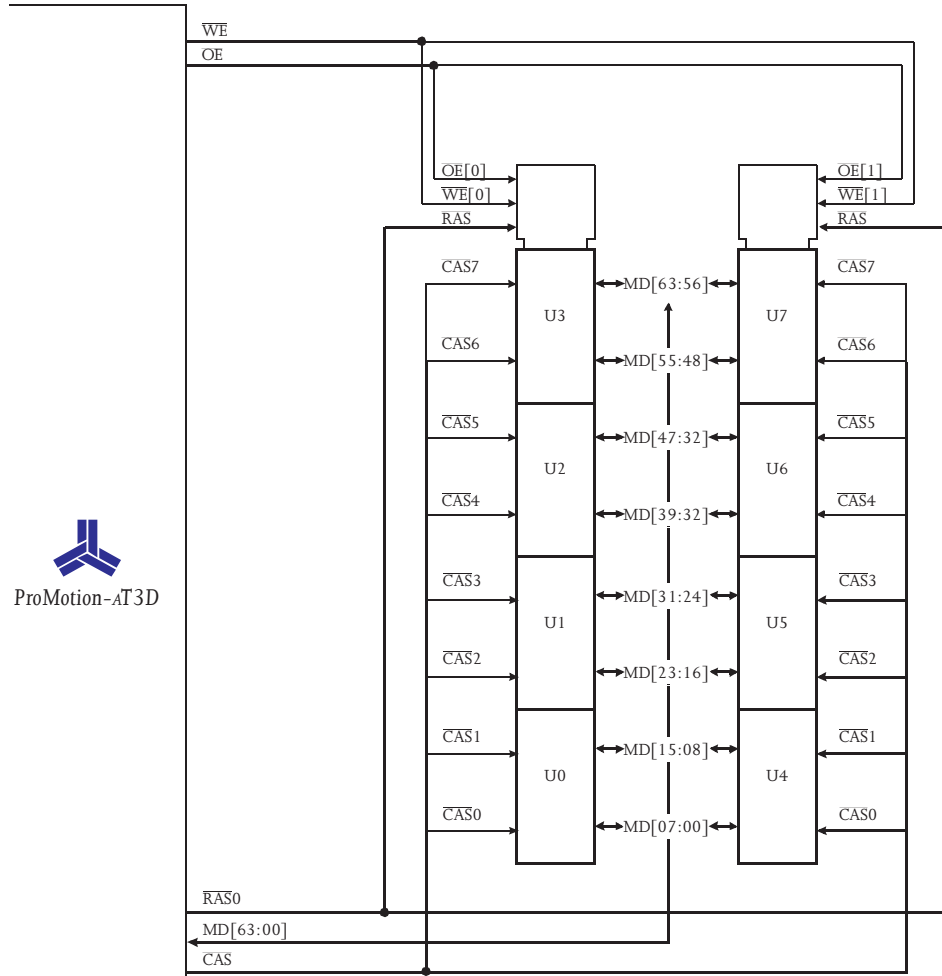 WE
OE
OE[0]
OE[1]
WE[0]
WE[1]
RAS
RAS
CAS7
MD[63:56]
CAS7
U3
U7
CAS6
MD[55:48]
CAS6
CAS5
MD[47:32]
CAS5
U2
U6
CAS4
MD[39:32]
CAS4
CAS3
MD[31:24]
CAS3
ProMotion-AT3D
U1
U5
CAS2
MD[23:16]
CAS2
CAS1
MD[15:08]
CAS1
U0
U4
CAS0
MD[07:00]
CAS0
RAS0
MD[63:00]
CAS